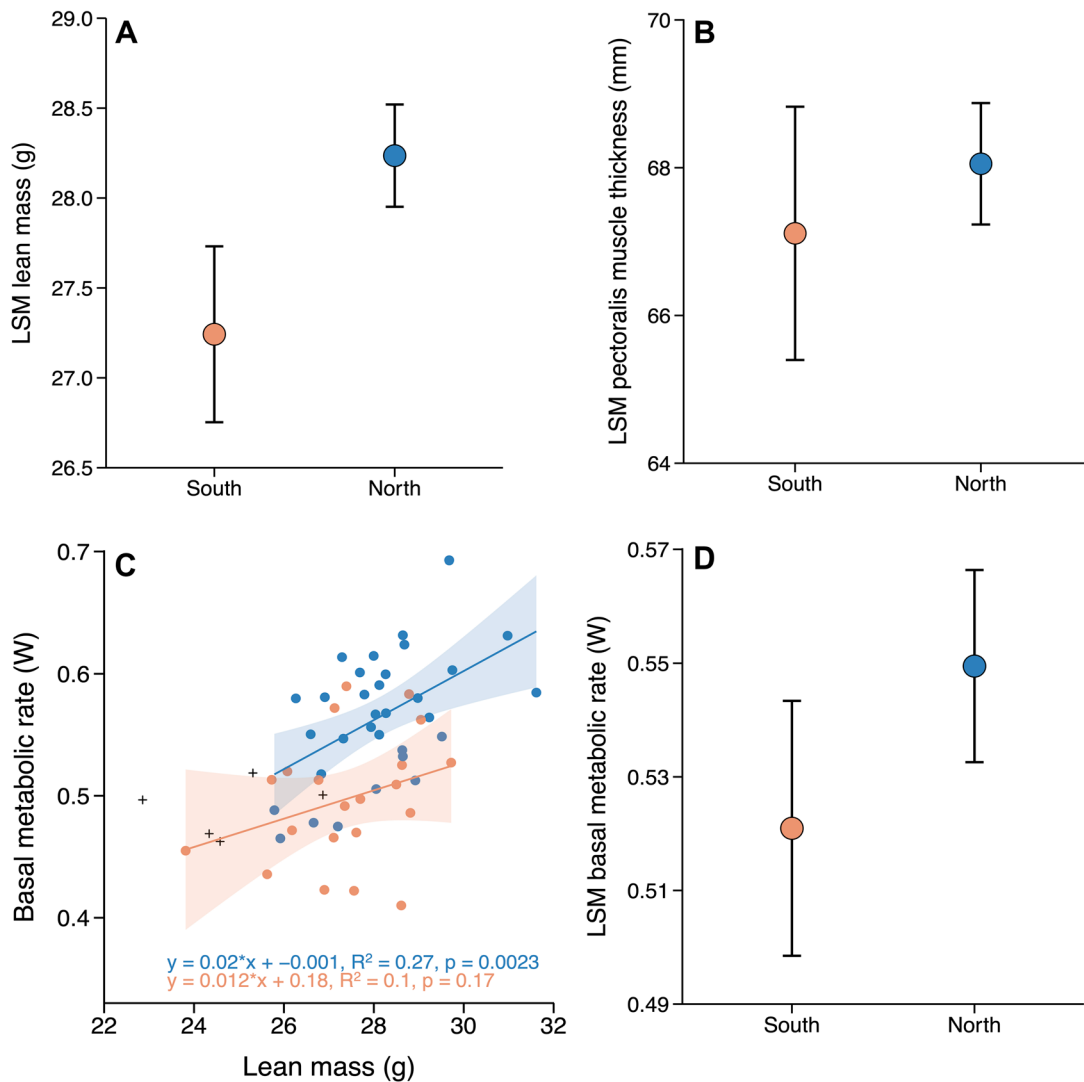 A
LSM lean mass (g)
29.0
28.5
28.0
27.5
27.0
26.5
South North
B
LSM pectoralis muscle thickness (mm)
70
68
66
64
South North
C
Basal metabolic rate (W)
0.7
0.6
0.5
0.4
y = 0.02*x + −0.001, R² = 0.27, p = 0.0023
y = 0.012*x + 0.18, R² = 0.1, p = 0.17
22 24 26 28 30 32
Lean mass (g)
D
LSM basal metabolic rate (W)
0.57
0.55
0.53
0.51
0.49
South North